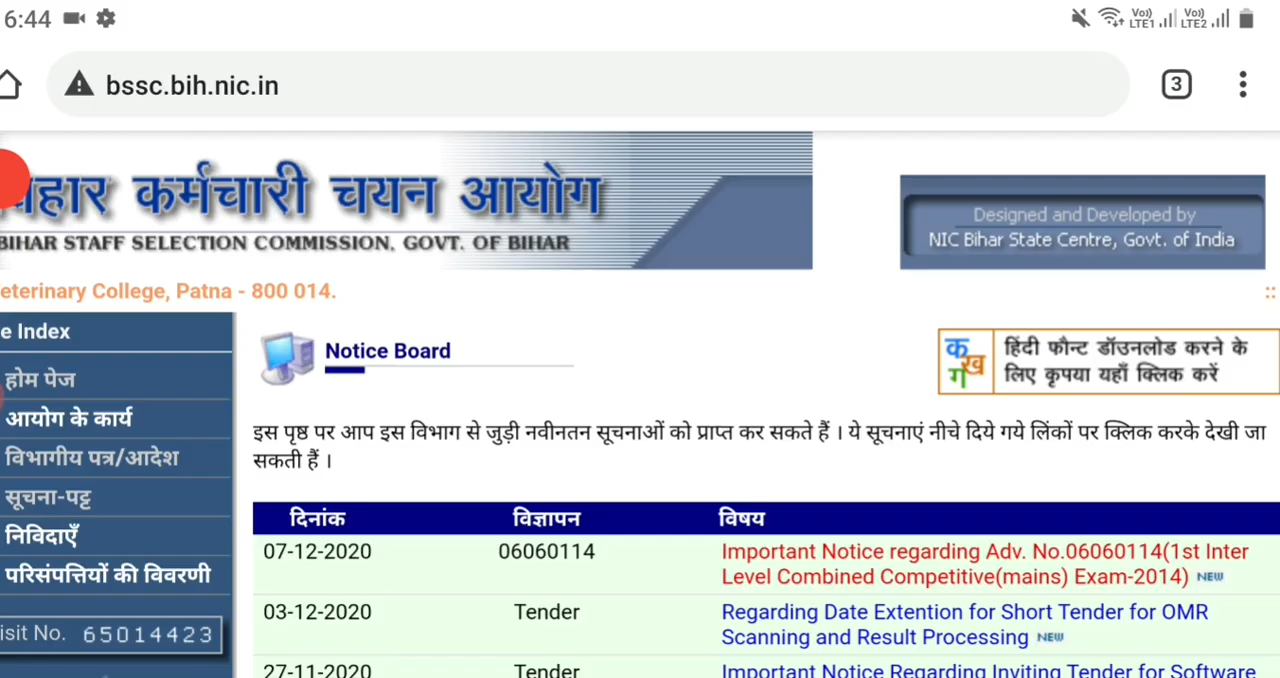 6:44
Vo)) LTE1 Vo)) LTE2
bssc.bih.nic.in
3
हार कर्मचारी चयन आयोग
BIHAR STAFF SELECTION COMMISSION, GOVT. OF BIHAR
Designed and Developed by
NIC Bihar State Centre, Govt. of India
eterinary College, Patna - 800 014.
::
e Index
होम पेज
आयोग के कार्य
विभागीय पत्र/आदेश
सूचना-पट्ट
निविदाएँ
परिसंपत्तियों की विवरणी
isit No. 65014423
Notice Board
क ख ग
हिंदी फौन्ट डॉउनलोड करने के
लिए कृपया यहाँ क्लिक करें
इस पृष्ठ पर आप इस विभाग से जुड़ी नवीनतन सूचनाओं को प्राप्त कर सकते हैं । ये सूचनाएं नीचे दिये गये लिंकों पर क्लिक करके देखी जा
सकती हैं ।
दिनांक विज्ञापन विषय
07-12-2020 06060114 Important Notice regarding Adv. No.06060114(1st Inter
Level Combined Competitive(mains) Exam-2014) NEW
03-12-2020 Tender Regarding Date Extention for Short Tender for OMR
Scanning and Result Processing NEW
27-11-2020 Tender Important Notice Regarding Inviting Tender for Software